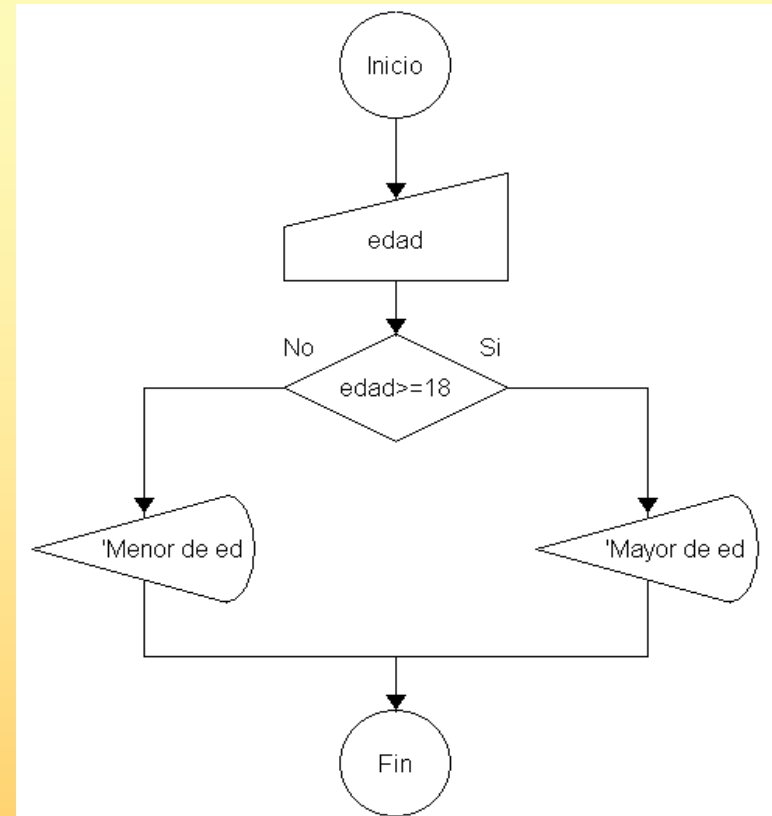 Inicio
edad
No
Si
edad>=18
'Menor de ed
'Mayor de ed
Fin